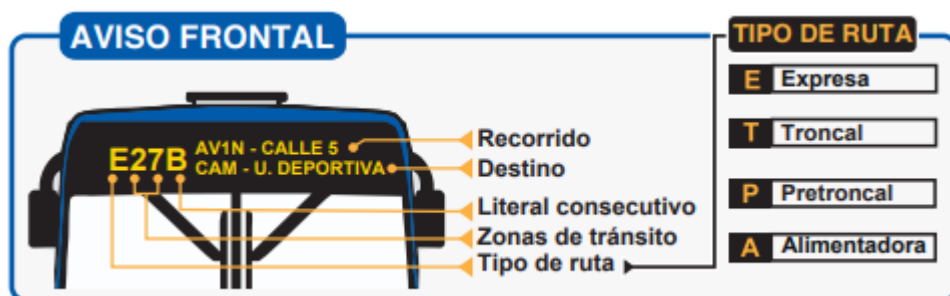 AVISO FRONTAL
E27B
AV1N - CALLE 5
CAM - U. DEPORTIVA
Recorrido
Destino
Literal consecutivo
Zonas de tránsito
Tipo de ruta
TIPO DE RUTA
E Expresa
T Troncal
P Pretroncal
A Alimentadora